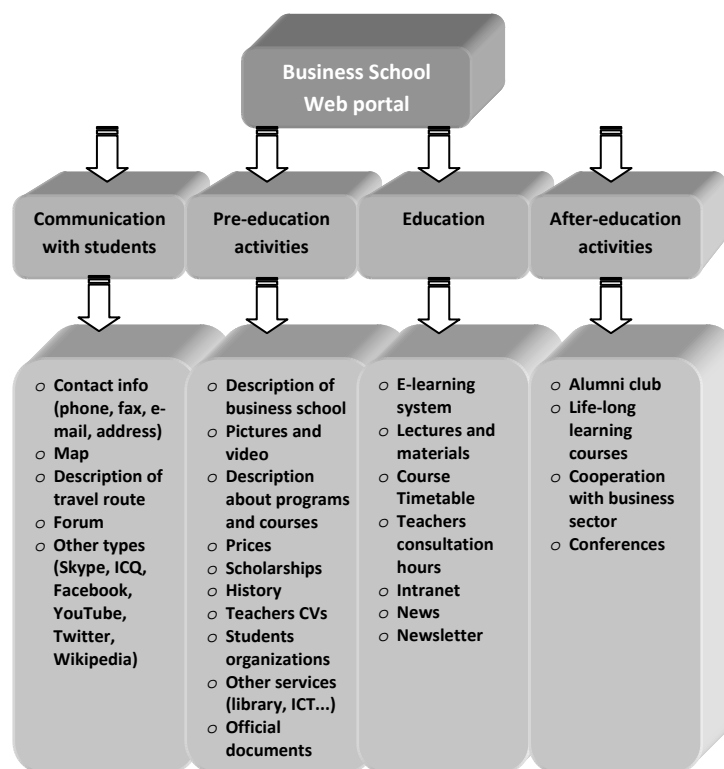 Business School
Web portal
Communication
with students
Pre-education
activities
Education
After-education
activities
o Contact info
(phone, fax, e-
mail, address)
o Map
o Description of
travel route
o Forum
o Other types
(Skype, ICQ,
Facebook,
YouTube,
Twitter,
Wikipedia)
o Description of
business school
o Pictures and
video
o Description
about programs
and courses
o Prices
o Scholarships
o History
o Teachers CVs
o Students
organizations
o Other services
(library, ICT...)
o Official
documents
o E-learning
system
o Lectures and
materials
o Course
Timetable
o Teachers
consultation
hours
o Intranet
o News
o Newsletter
o Alumni club
o Life-long
learning
courses
o Cooperation
with business
sector
o Conferences